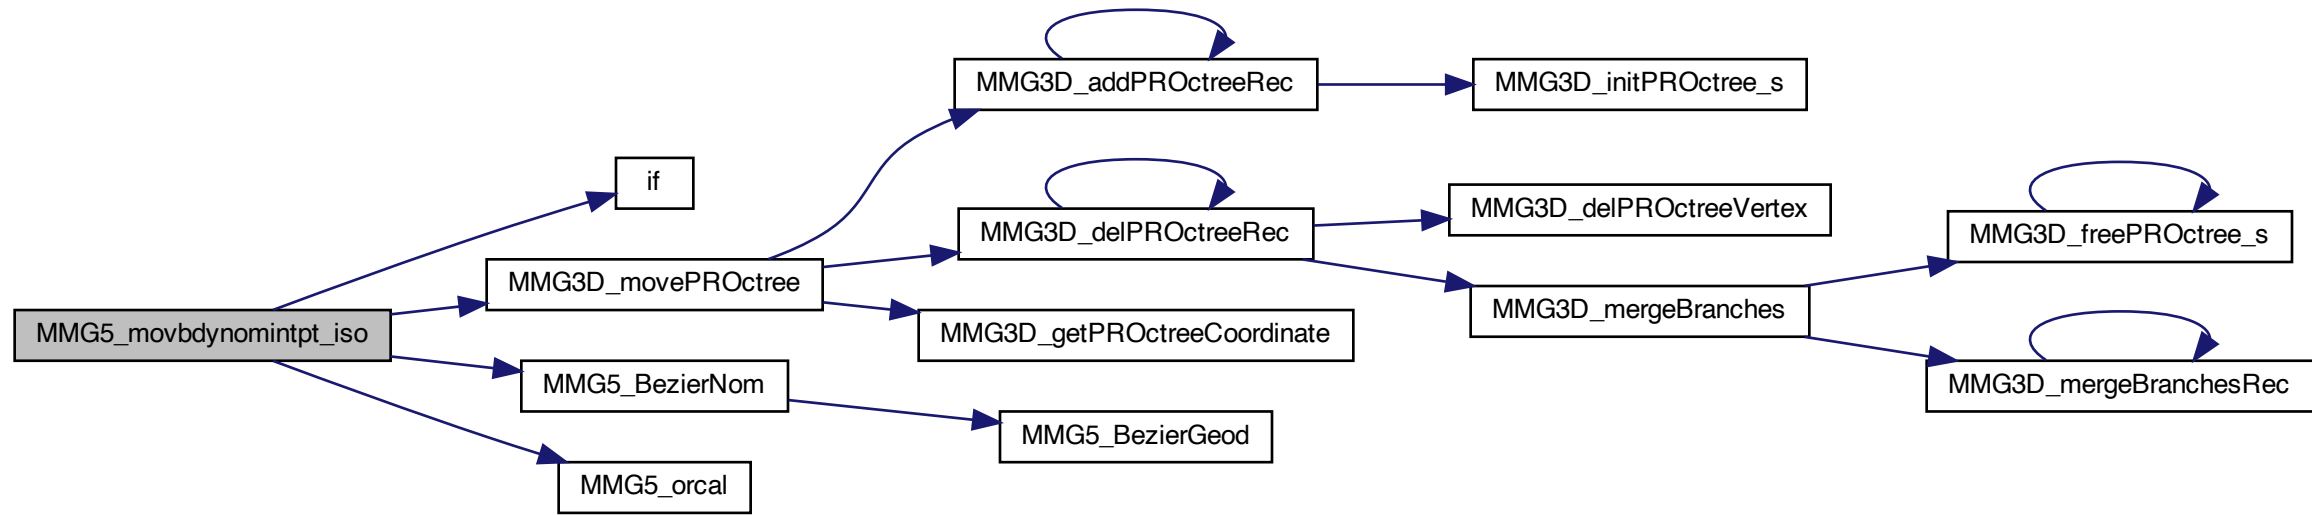 MMG3D_addPROctreeRec
MMG3D_initPROctree_s
if
MMG3D_delPROctreeVertex
MMG3D_delPROctreeRec
MMG3D_freePROctree_s
MMG3D_movePROctree
MMG3D_mergeBranches
MMG5_movbdynomintpt_iso
MMG3D_getPROctreeCoordinate
MMG5_BezierNom
MMG3D_mergeBranchesRec
MMG5_BezierGeod
MMG5_orcal